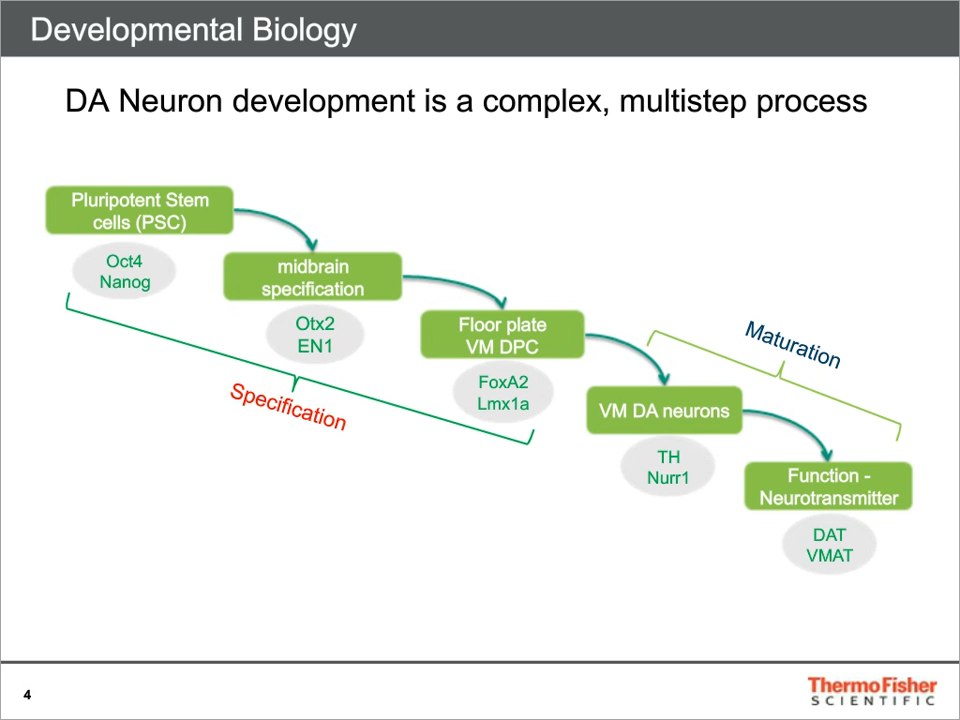 Developmental Biology
DA Neuron development is a complex, multistep process
Pluripotent Stem
cells (PSC)
Oct4
Nanog
midbrain
specification
Otx2
EN1
Floor plate
VM DPC
FoxA2
Lmx1a
Specification
Maturation
VM DA neurons
TH
Nurr1
Function -
Neurotransmitter
DAT
VMAT
4
ThermoFisher
SCIENTIFIC